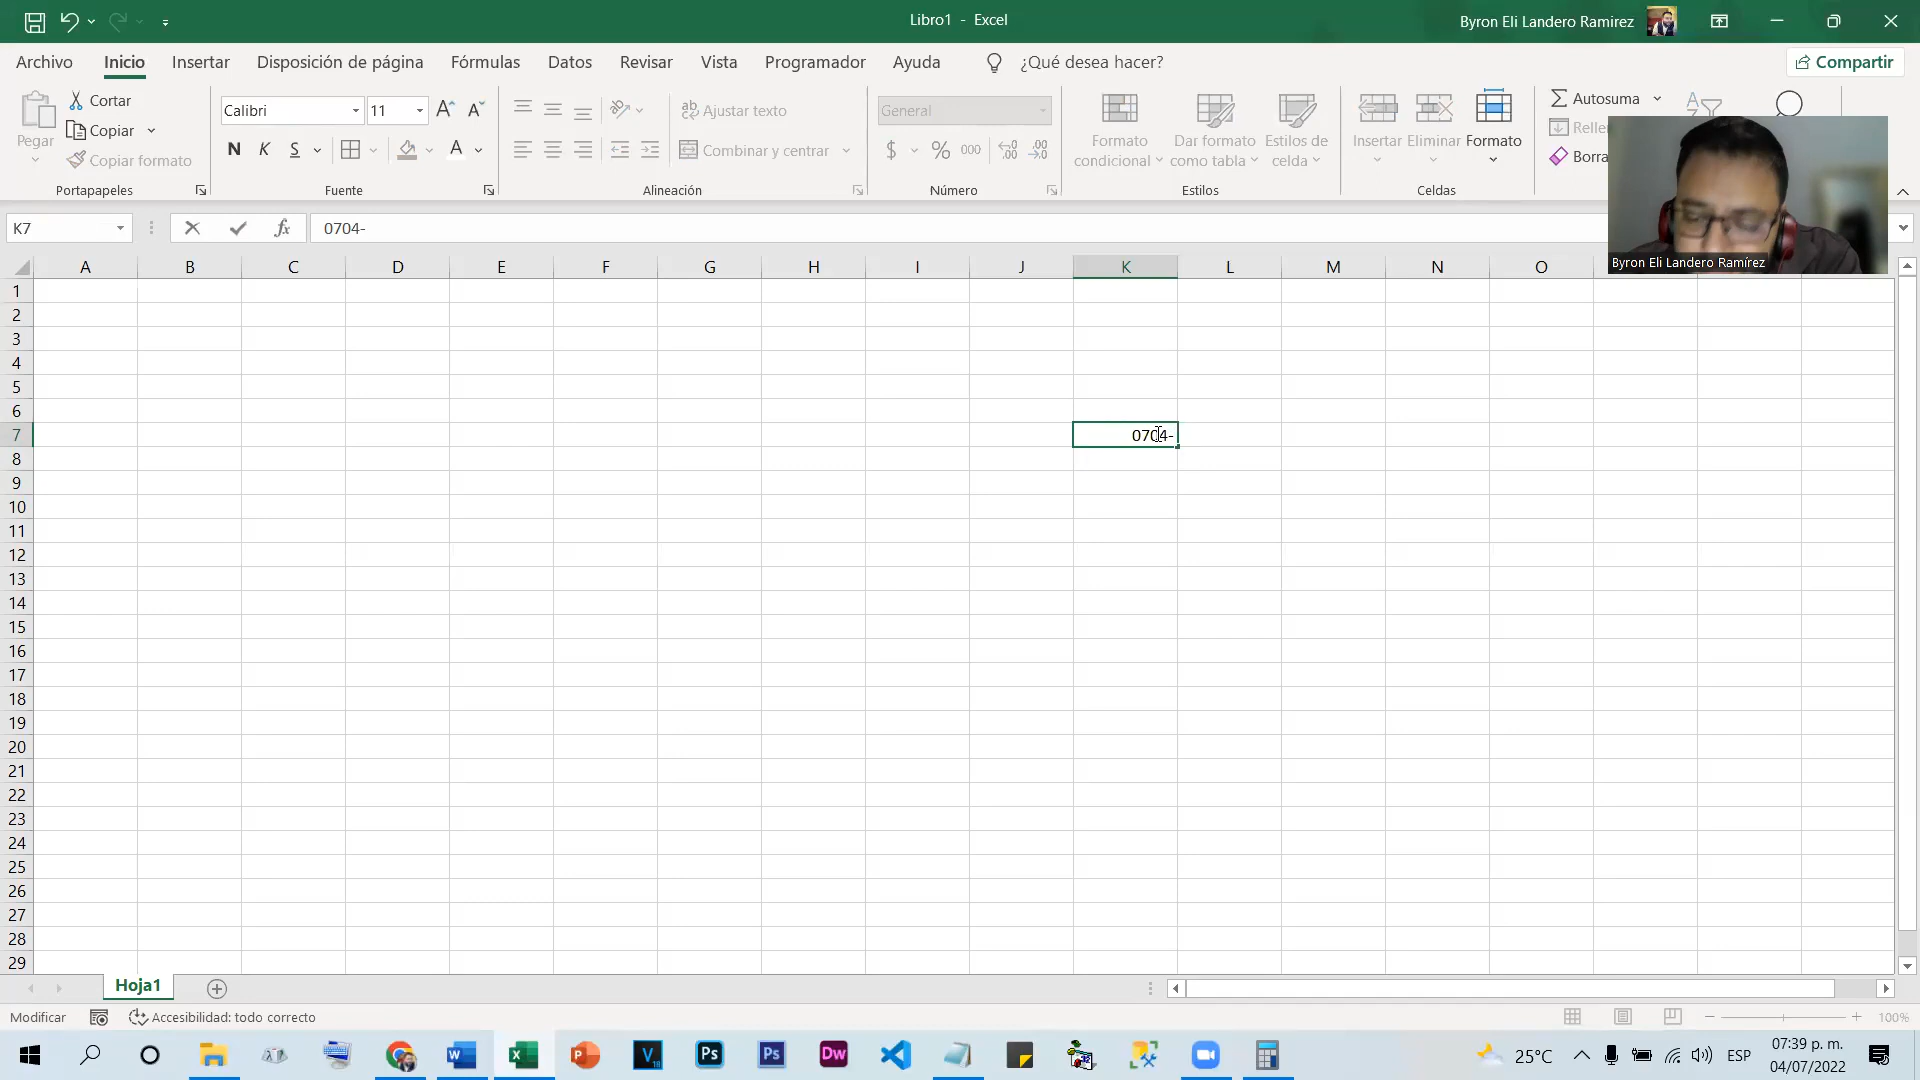 Libro1 - Excel
Byron Eli Landero Ramirez
Archivo Inicio Insertar Disposición de página Fórmulas Datos Revisar Vista Programador Ayuda ¿Qué desea hacer? Compartir
Pegar
Cortar
Copiar
Copiar formato
Portapapeles
Calibri 11
N K S A
Fuente
Ajustar texto
Combinar y centrar
Alineación
General
$ % 000
Número
Formato condicional
Dar formato como tabla
Estilos de celda
Estilos
Insertar Eliminar Formato
Celdas
Autosuma
Relle
Borra
Byron Eli Landero Ramírez
K7 fx 0704-
A B C D E F G H I J K L M N O
1
2
3
4
5
6
7 0704-
8
9
10
11
12
13
14
15
16
17
18
19
20
21
22
23
24
25
26
27
28
29
Hoja1
Modificar Accesibilidad: todo correcto 100%
25°C ESP 07:39 p. m.
04/07/2022